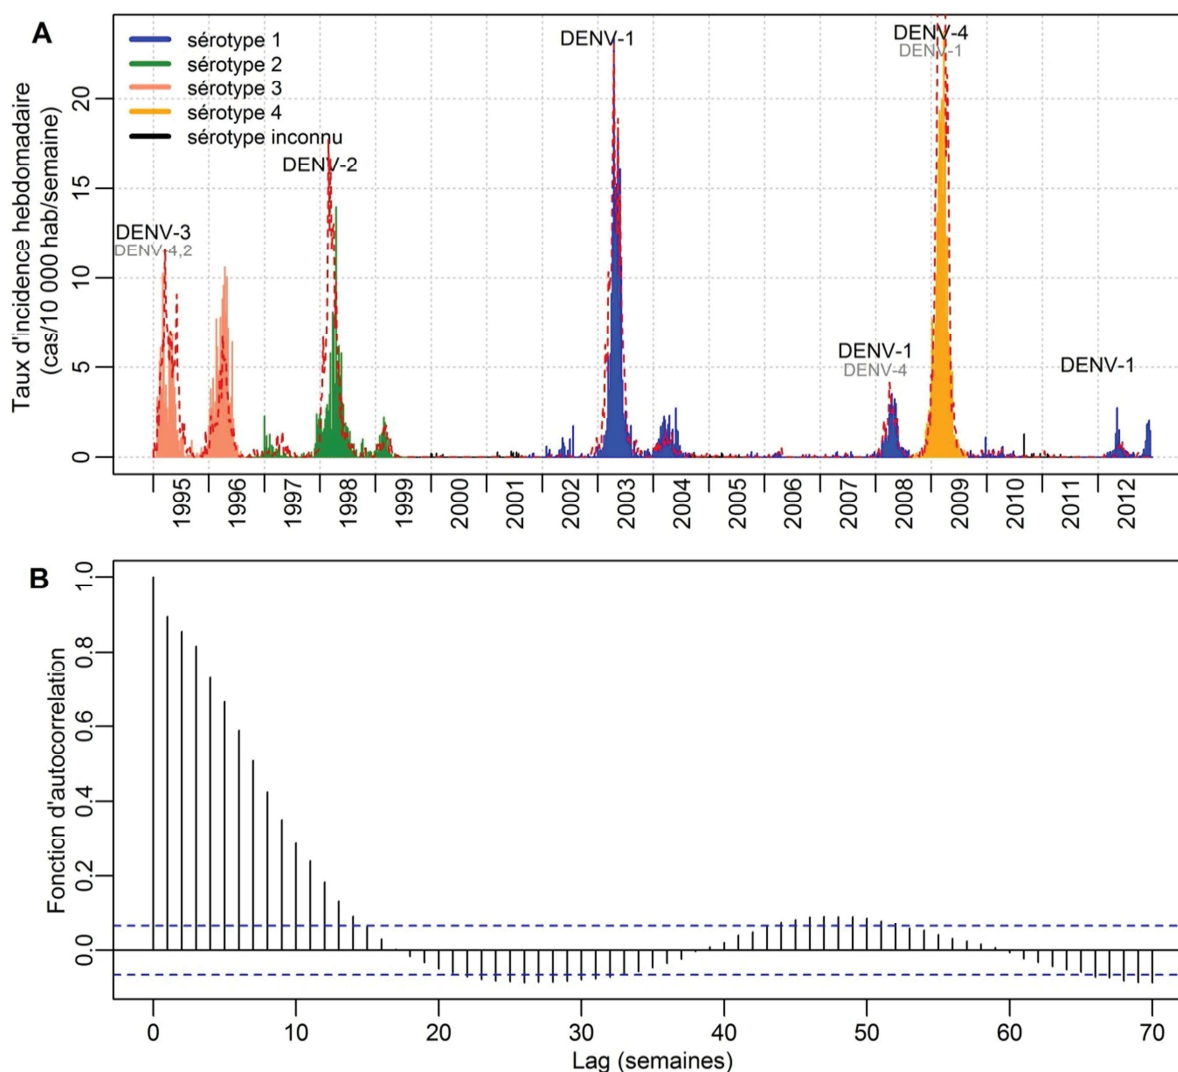 A
sérotype 1
sérotype 2
sérotype 3
sérotype 4
sérotype inconnu
DENV-3
DENV-4,2
DENV-2
DENV-1
DENV-1
DENV-4
DENV-4
DENV-1
DENV-1
Taux d'incidence hebdomadaire
(cas/10 000 hab/semaine)
20
15
10
5
0
1995
1996
1997
1998
1999
2000
2001
2002
2003
2004
2005
2006
2007
2008
2009
2010
2011
2012
B
Fonction d'autocorrelation
1.0
0.8
0.6
0.4
0.2
0.0
0
10
20
30
40
50
60
70
Lag (semaines)